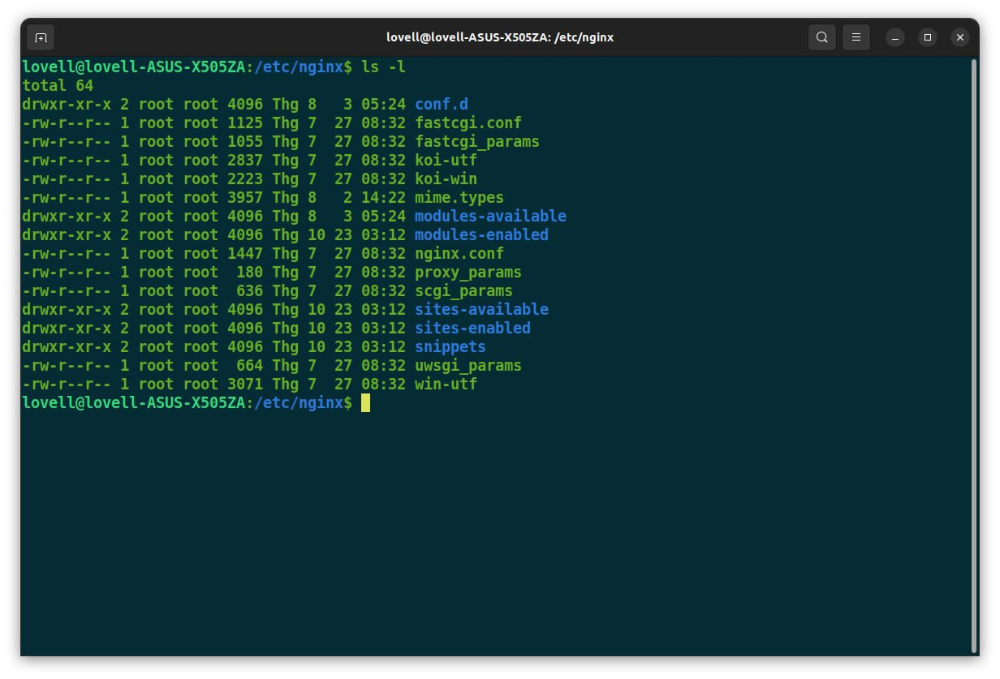 lovell@lovell-ASUS-X505ZA: /etc/nginx
lovell@lovell-ASUS-X505ZA:/etc/nginx$ ls -l
total 64
drwxr-xr-x 2 root root 4096 Thg 8   3 05:24 conf.d
-rw-r--r-- 1 root root 1125 Thg 7  27 08:32 fastcgi.conf
-rw-r--r-- 1 root root 1055 Thg 7  27 08:32 fastcgi_params
-rw-r--r-- 1 root root 2837 Thg 7  27 08:32 koi-utf
-rw-r--r-- 1 root root 2223 Thg 7  27 08:32 koi-win
-rw-r--r-- 1 root root 3957 Thg 8   2 14:22 mime.types
drwxr-xr-x 2 root root 4096 Thg 8   3 05:24 modules-available
drwxr-xr-x 2 root root 4096 Thg 10 23 03:12 modules-enabled
-rw-r--r-- 1 root root 1447 Thg 7  27 08:32 nginx.conf
-rw-r--r-- 1 root root  180 Thg 7  27 08:32 proxy_params
-rw-r--r-- 1 root root  636 Thg 7  27 08:32 scgi_params
drwxr-xr-x 2 root root 4096 Thg 10 23 03:12 sites-available
drwxr-xr-x 2 root root 4096 Thg 10 23 03:12 sites-enabled
drwxr-xr-x 2 root root 4096 Thg 10 23 03:12 snippets
-rw-r--r-- 1 root root  664 Thg 7  27 08:32 uwsgi_params
-rw-r--r-- 1 root root 3071 Thg 7  27 08:32 win-utf
lovell@lovell-ASUS-X505ZA:/etc/nginx$